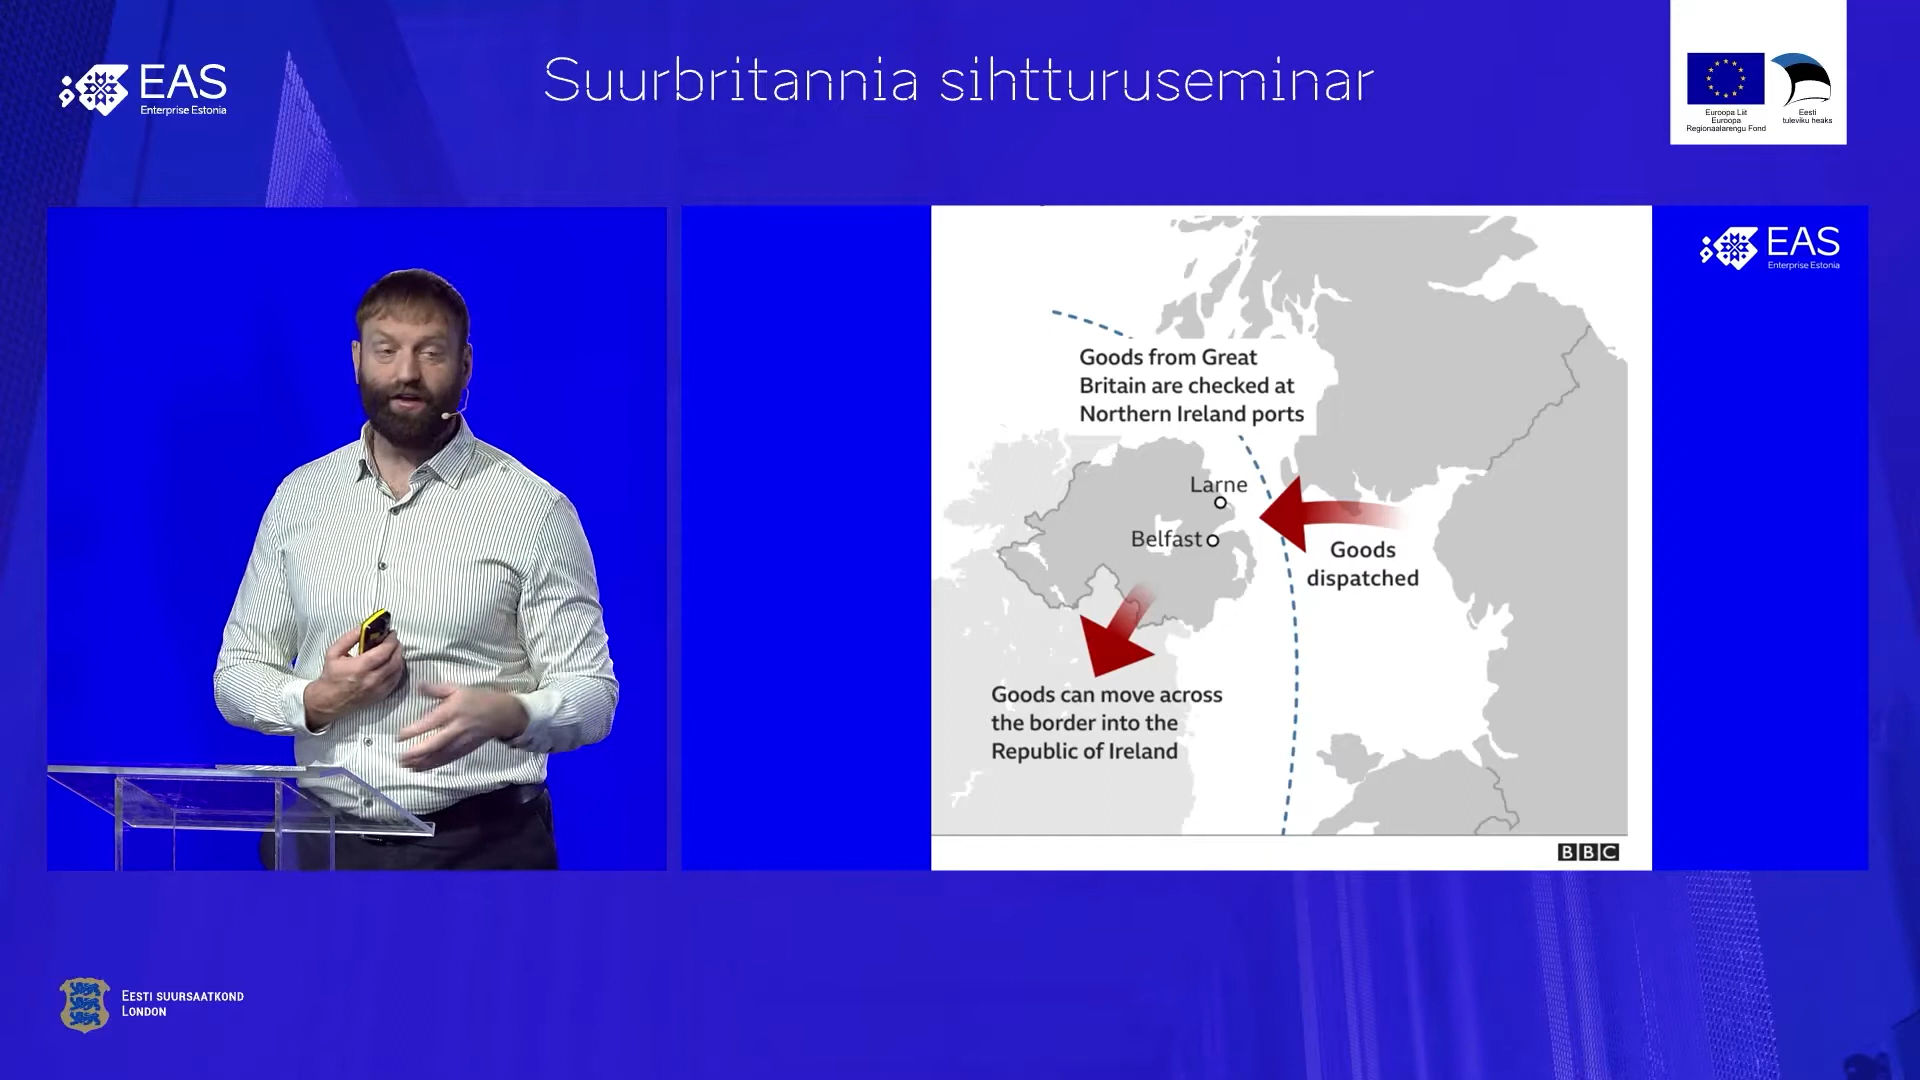 EAS
Enterprise Estonia
Suurbritannia sihtturuseminar
Euroopa Liit
Euroopa
Regionaalarengu Fond
Eesti
tuleviku heaks
EAS
Enterprise Estonia
Goods from Great
Britain are checked at
Northern Ireland ports
Larne
Belfast
Goods
dispatched
Goods can move across
the border into the
Republic of Ireland
BBC
EESTI SUURSAATKOND
LONDON